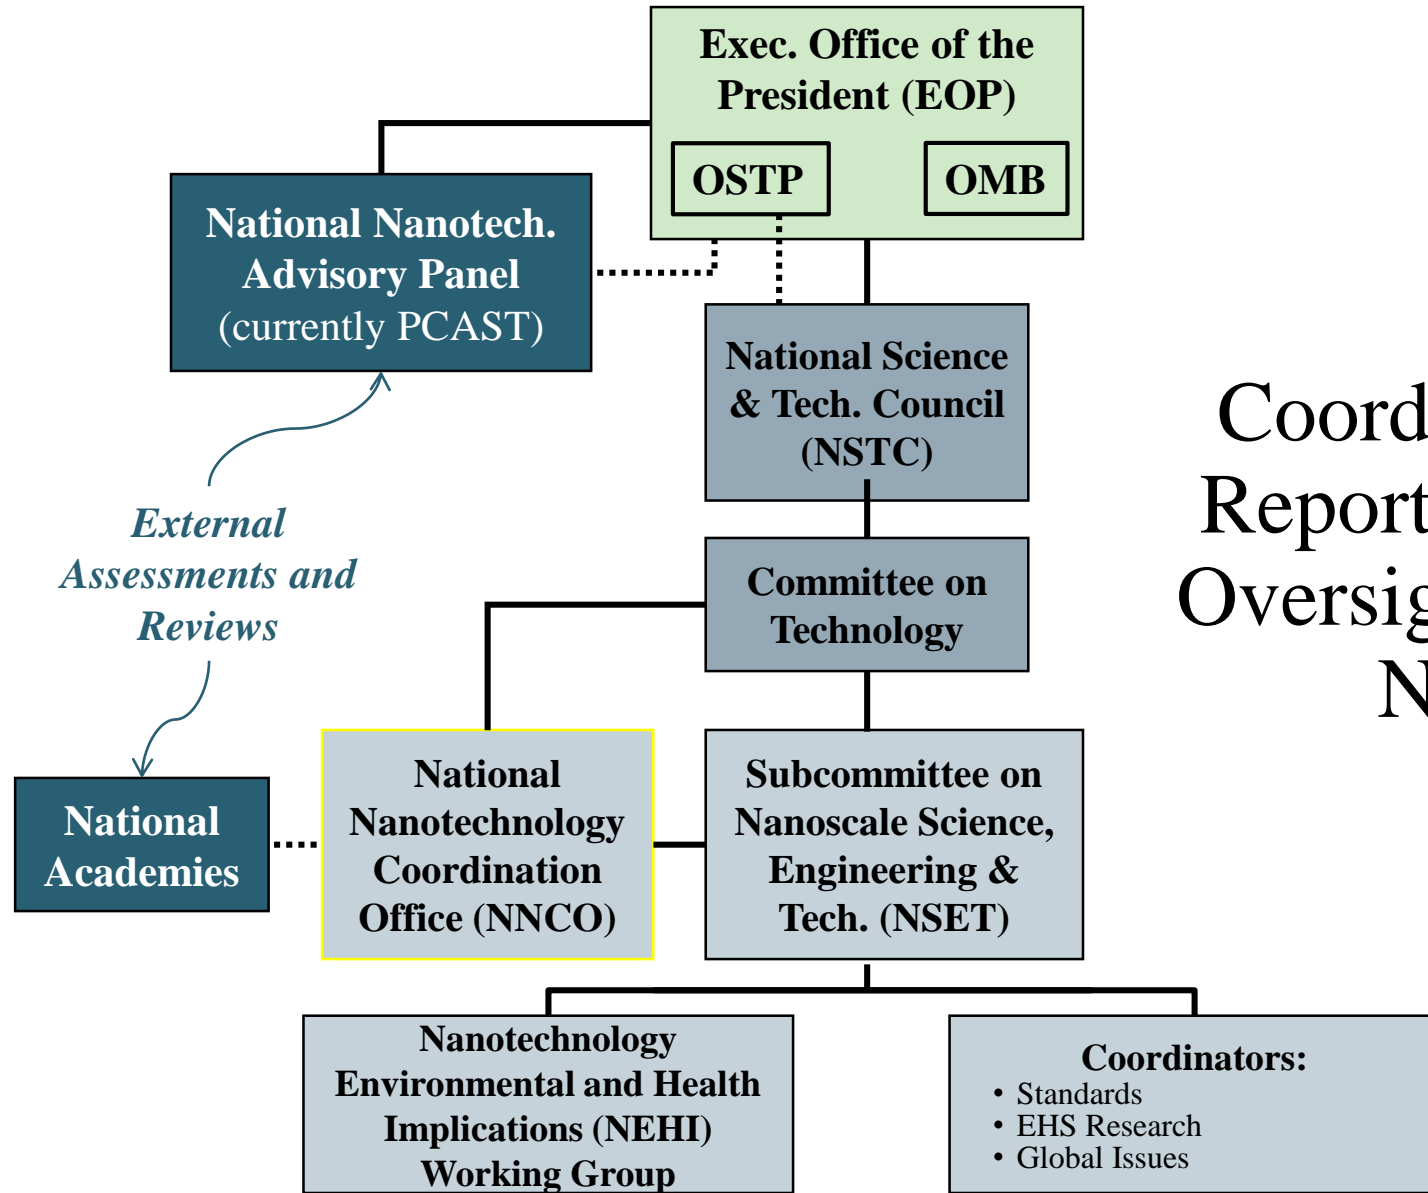 Exec. Office of the
President (EOP)
OSTP
OMB
National Nanotech.
Advisory Panel
(currently PCAST)
National Science
& Tech. Council
(NSTC)
External
Assessments and
Reviews
Committee on
Technology
National
Academies
National
Nanotechnology
Coordination
Office (NNCO)
Subcommittee on
Nanoscale Science,
Engineering &
Tech. (NSET)
Nanotechnology
Environmental and Health
Implications (NEHI)
Working Group
Coordinators:
• Standards
• EHS Research
• Global Issues